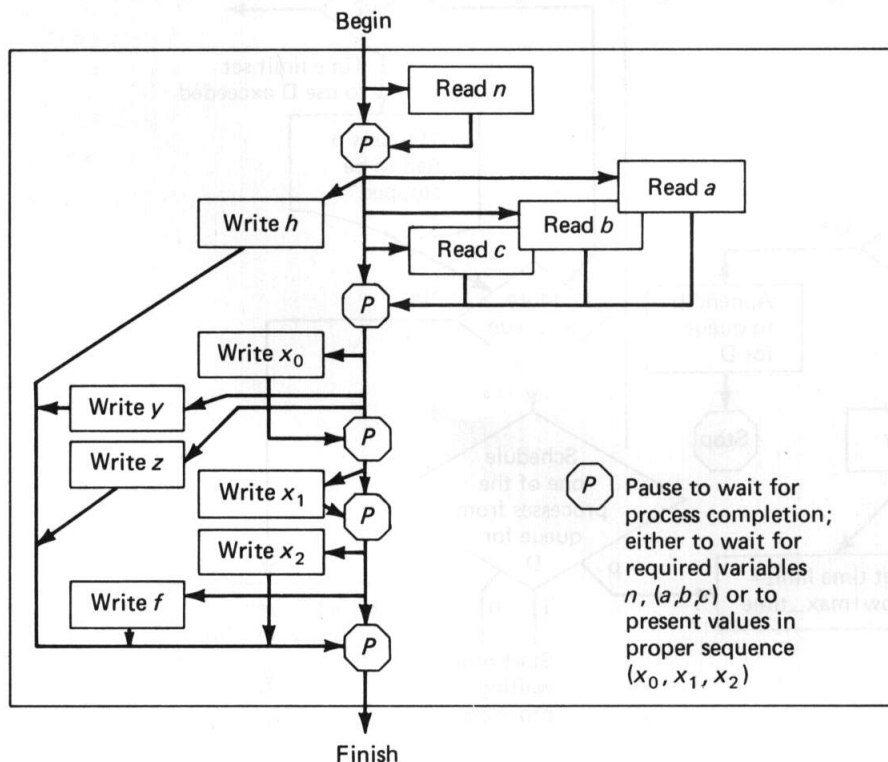 Begin
Read n
Read a
Write h
Read b
Read c
Write x₀
Write y
Write z
Write x₁
Write x₂
Write f
P
P
P
P
P
P Pause to wait for
process completion;
either to wait for
required variables
n, (a,b,c) or to
present values in
proper sequence
(x₀, x₁, x₂)
Finish